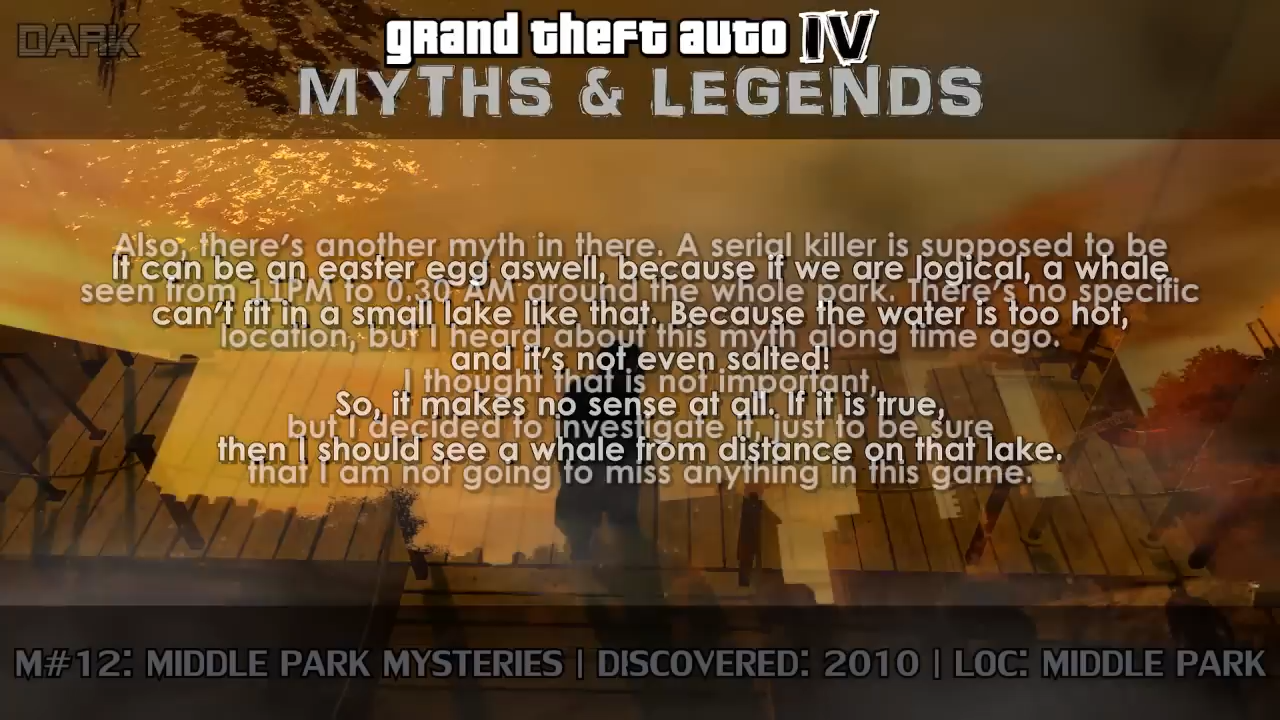 DARK
grand theft auto IV
MYTHS & LEGENDS
Also, there's another myth in there. A serial killer is supposed to be
It can be an easter egg aswell, because if we are logical, a whale
seen from 11PM to 0.30 AM around the whole park. There's no specific
can't fit in a small lake like that. Because the water is too hot,
location, but I heard about this myth along time ago.
and it's not even salted!
I thought that is not important,
So, it makes no sense at all. If it is true,
but I decided to investigate it, just to be sure
then I should see a whale from distance on that lake.
that I am not going to miss anything in this game.
M#12: MIDDLE PARK MYSTERIES | DISCOVERED: 2010 | LOC: MIDDLE PARK